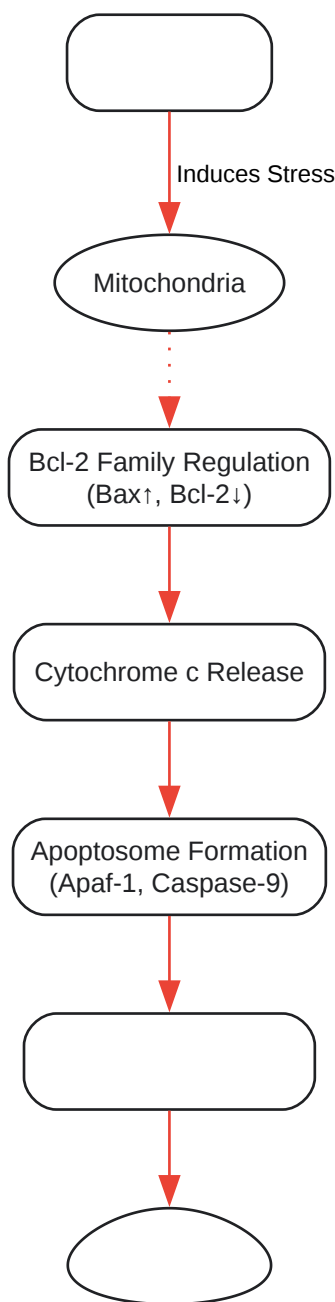 Induces Stress
Mitochondria
Bcl-2 Family Regulation
(Bax↑, Bcl-2↓)
Cytochrome c Release
Apoptosome Formation
(Apaf-1, Caspase-9)